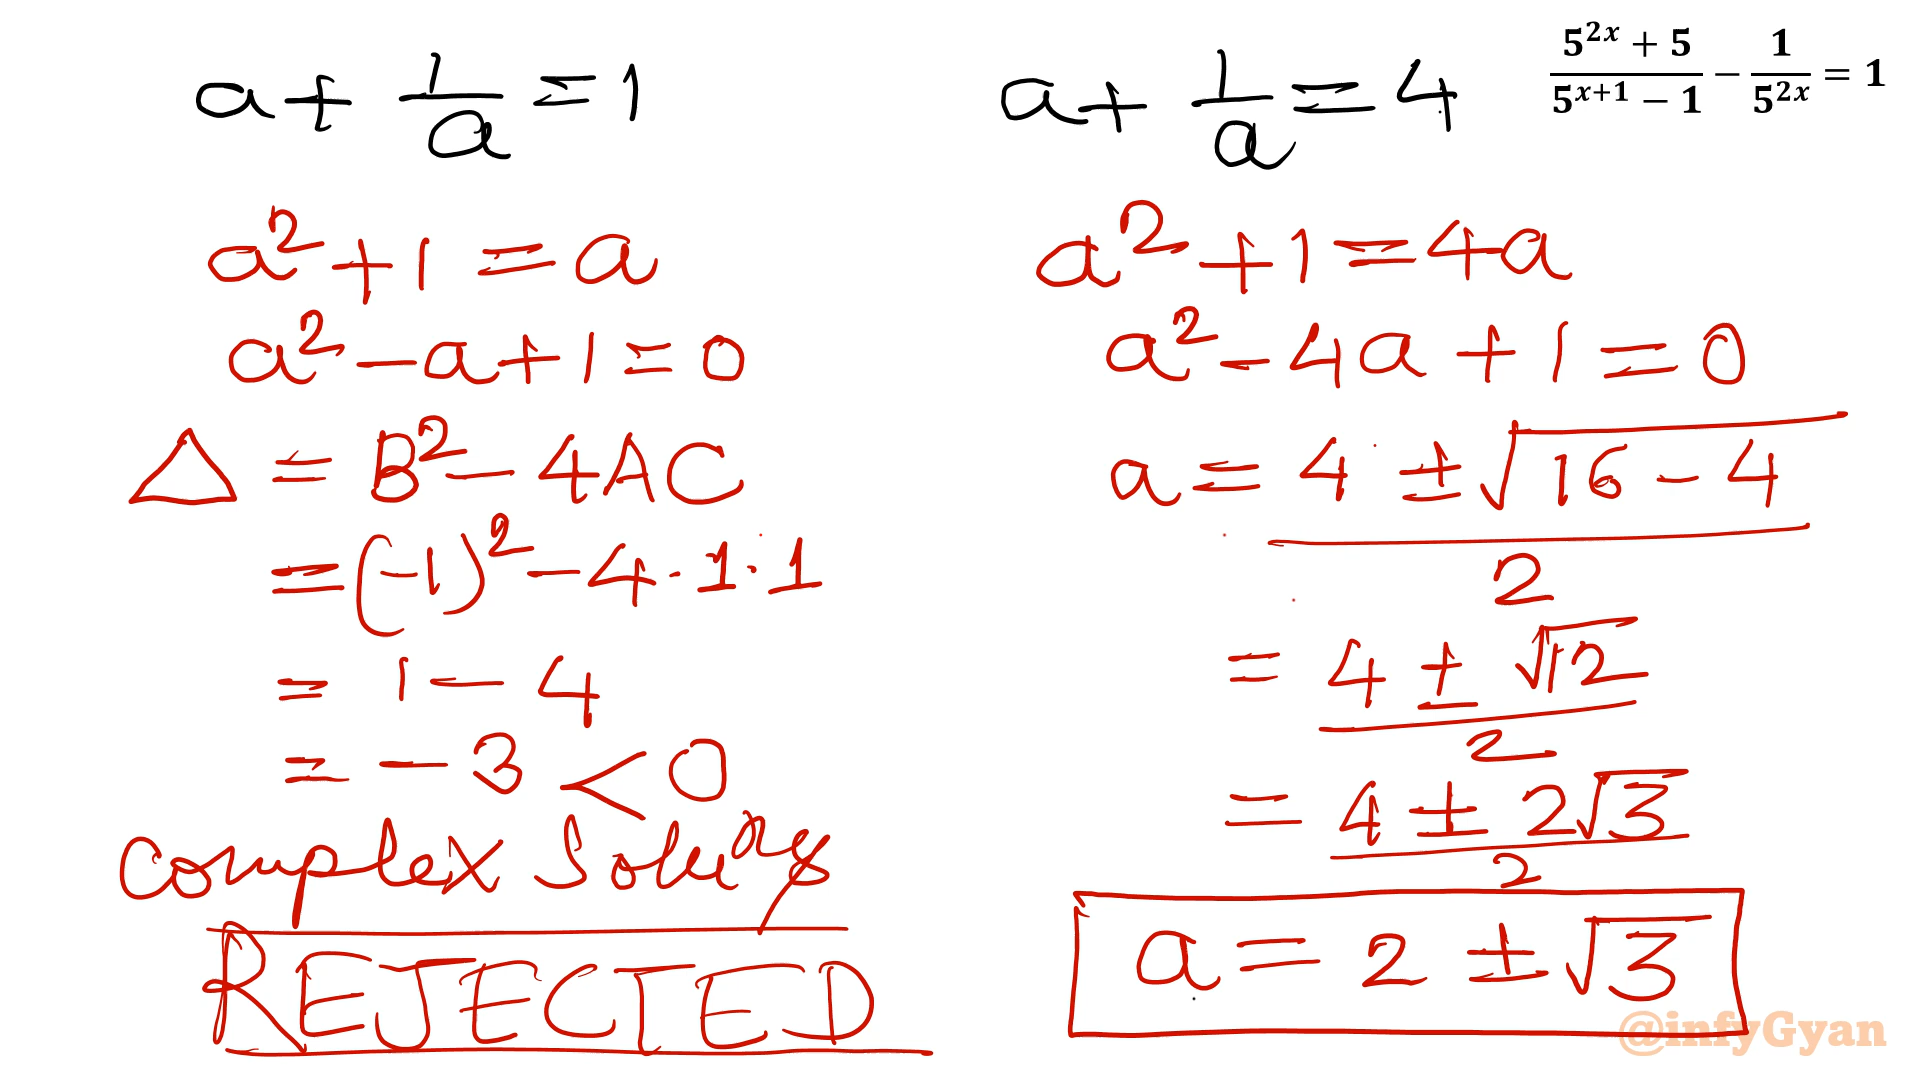 a + 1/a = 1
a² + 1 = a
a² - a + 1 = 0
△ = B² - 4AC
= (-1)² - 4 · 1 · 1
= 1 - 4
= - 3 < 0
Complex Solns
REJECTED
a + 1/a = 4
a² + 1 = 4a
a² - 4a + 1 = 0
a = (4 ± √(16 - 4))/2
= (4 ± √12)/2
= (4 ± 2√3)/2
a = 2 ± √3
(5^(2x) + 5)/(5^(x+1) − 1) − 1/5^(2x) = 1
@infyGyan